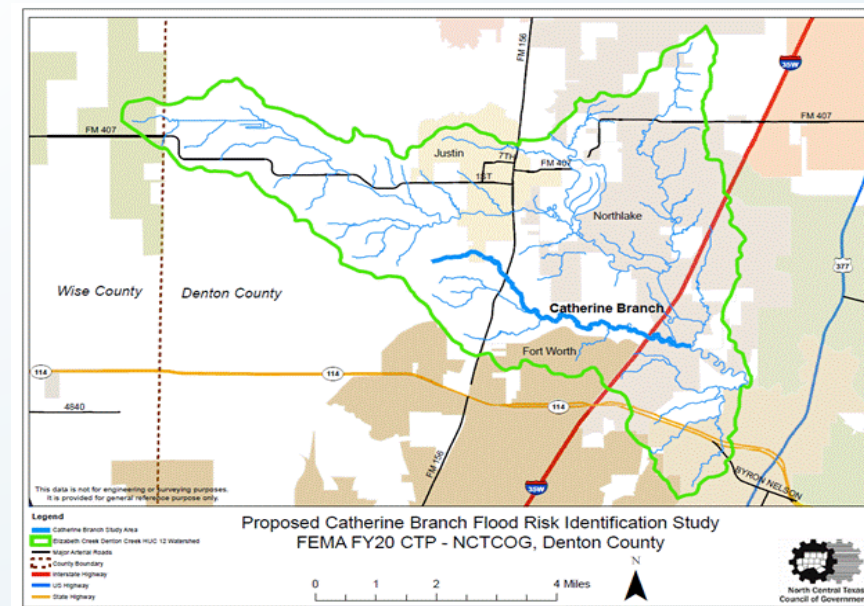 FM 156
35W
FM 407
FM 407
Justin
7TH
FM 407
1ST
Northlake
377
Wise County
Denton County
Catherine Branch
Fort Worth
114
114
114
4840
FM 156
35W
BYRON NELSON
This data is not for engineering or surveying purposes.
It is provided for general reference purpose only.
Legend
Catherine Branch Study Area
Elizabeth Creek Denton Creek HUC 12 Watershed
Major Arterial Roads
County Boundary
Interstate Highway
US Highway
State Highway
Proposed Catherine Branch Flood Risk Identification Study
FEMA FY20 CTP - NCTCOG, Denton County
0 1 2 4 Miles
N
North Central Texas
Council of Government